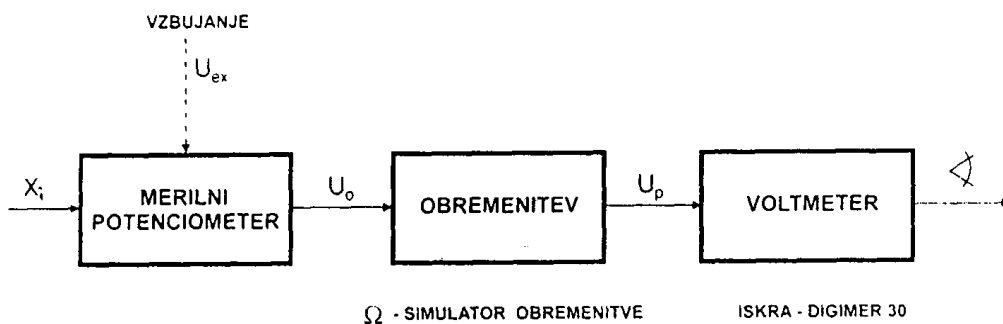 VZBUJANJE
U_ex
X_i
MERILNI
POTENCIOMETER
U_o
OBREMENITEV
U_p
VOLTMETER
Ω - SIMULATOR OBREMENITVE
ISKRA - DIGIMER 30